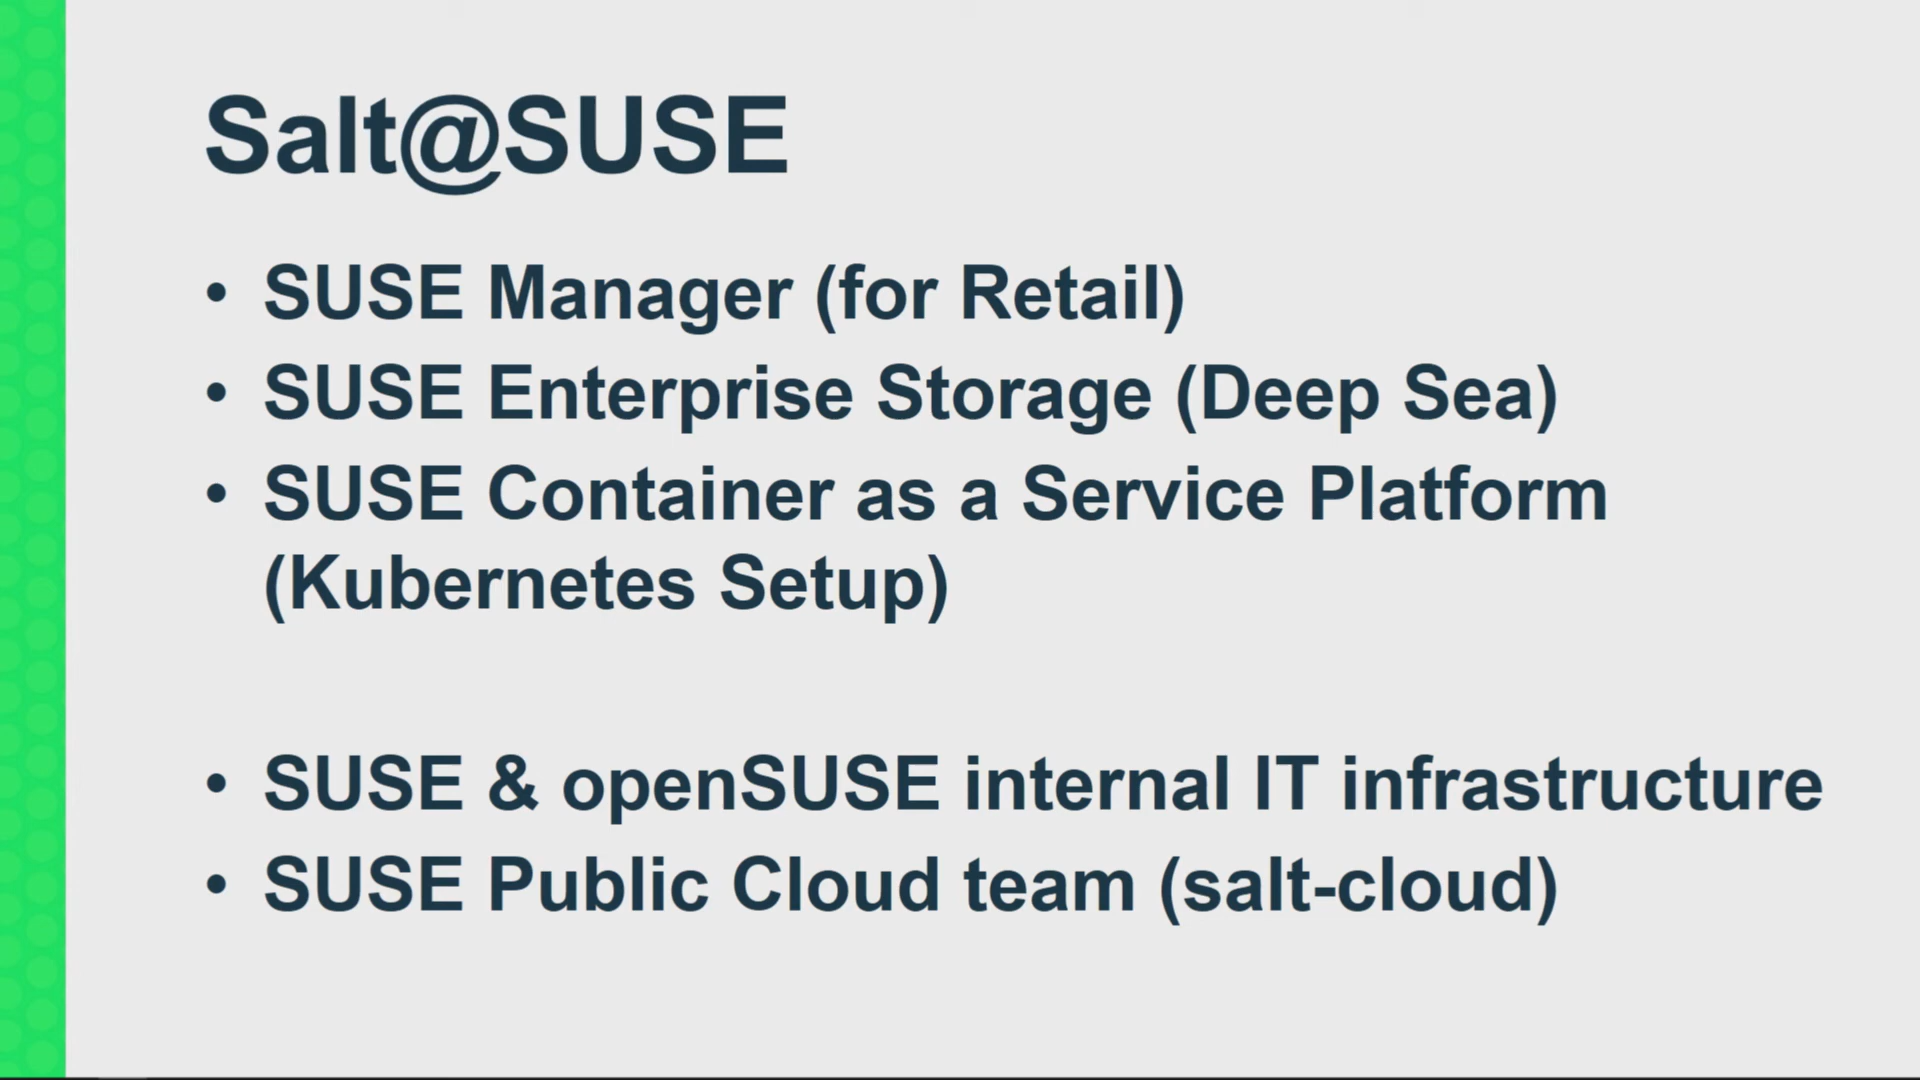 Salt@SUSE
• SUSE Manager (for Retail)
• SUSE Enterprise Storage (Deep Sea)
• SUSE Container as a Service Platform
(Kubernetes Setup)
• SUSE & openSUSE internal IT infrastructure
• SUSE Public Cloud team (salt-cloud)